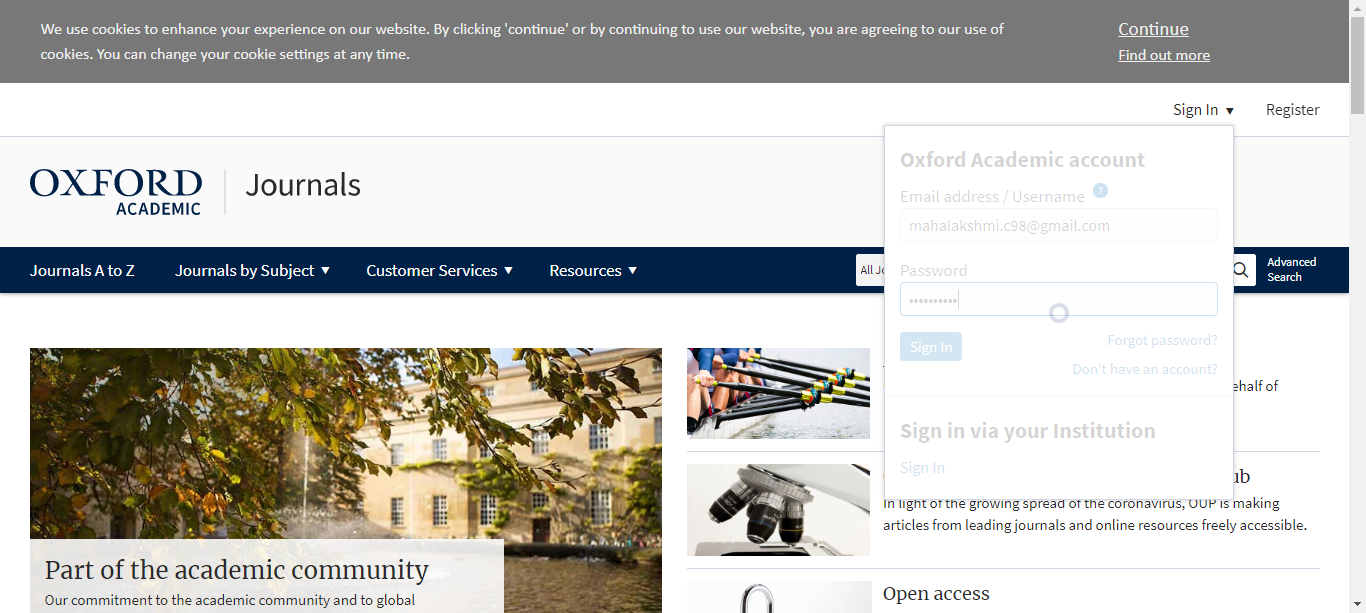 We use cookies to enhance your experience on our website. By clicking 'continue' or by continuing to use our website, you are agreeing to our use of
cookies. You can change your cookie settings at any time.
Continue
Find out more
Sign In ▼
Register
OXFORD
ACADEMIC
Journals
Journals A to Z
Journals by Subject ▼
Customer Services ▼
Resources ▼
All
Advanced
Search
Oxford Academic account
Email address / Username ?
mahalakshmi.c98@gmail.com
Password
••••••••••
Sign In
Forgot password?
Don't have an account?
Sign in via your Institution
Sign In
Part of the academic community
Our commitment to the academic community and to global
of
In light of the growing spread of the coronavirus, OUP is making
articles from leading journals and online resources freely accessible.
Open access